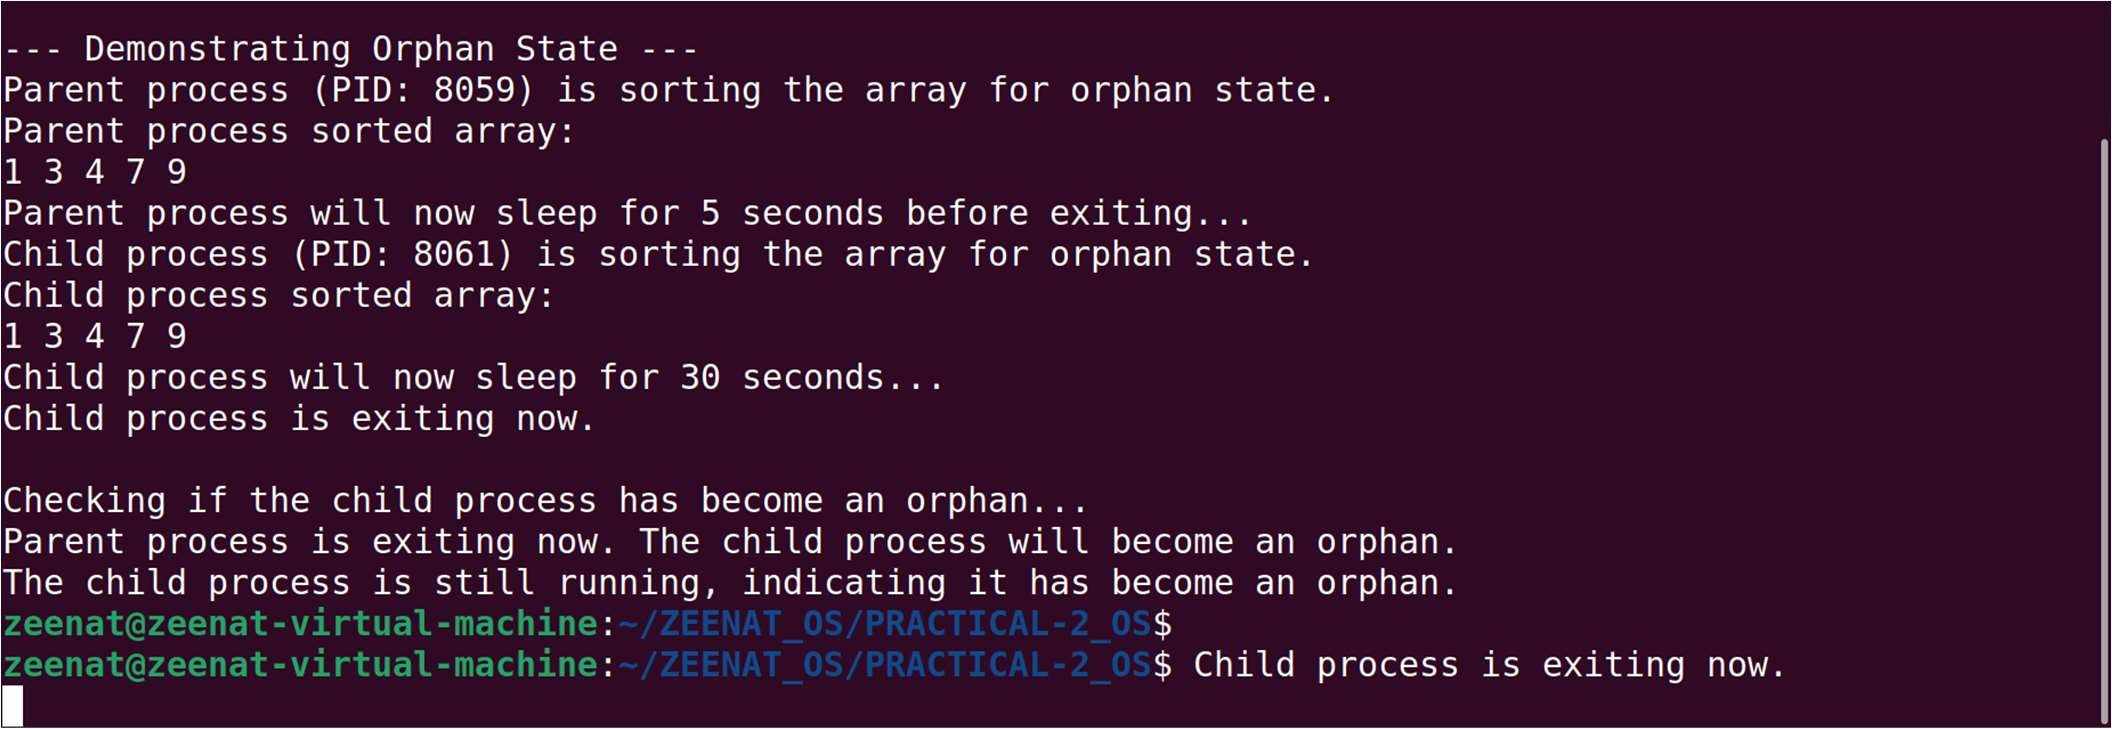 --- Demonstrating Orphan State ---
Parent process (PID: 8059) is sorting the array for orphan state.
Parent process sorted array:
1 3 4 7 9
Parent process will now sleep for 5 seconds before exiting...
Child process (PID: 8061) is sorting the array for orphan state.
Child process sorted array:
1 3 4 7 9
Child process will now sleep for 30 seconds...
Child process is exiting now.
Checking if the child process has become an orphan...
Parent process is exiting now. The child process will become an orphan.
The child process is still running, indicating it has become an orphan.
zeenat@zeenat-virtual-machine:~/ZEENAT_OS/PRACTICAL-2_OS$
zeenat@zeenat-virtual-machine:~/ZEENAT_OS/PRACTICAL-2_OS$ Child process is exiting now.